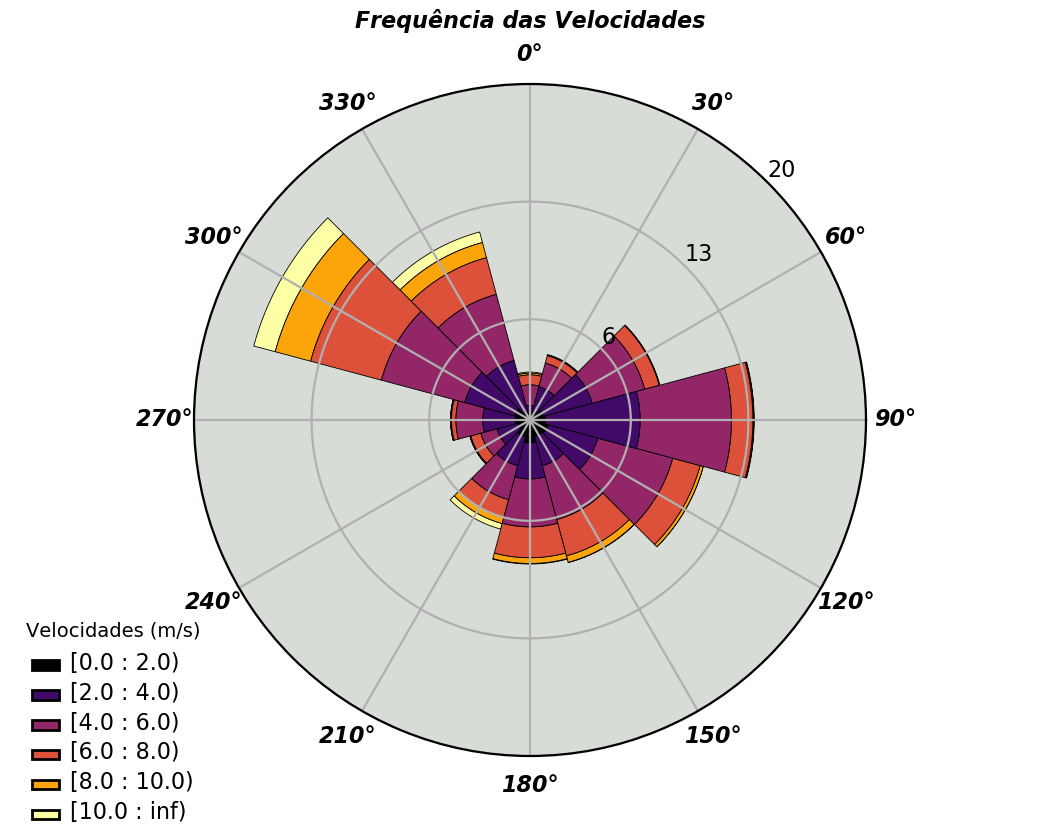 Frequência das Velocidades
0°
330°
30°
20
300°
60°
13
6
270°
90°
240°
120°
210°
150°
180°
Velocidades (m/s)
[0.0 : 2.0)
[2.0 : 4.0)
[4.0 : 6.0)
[6.0 : 8.0)
[8.0 : 10.0)
[10.0 : inf)